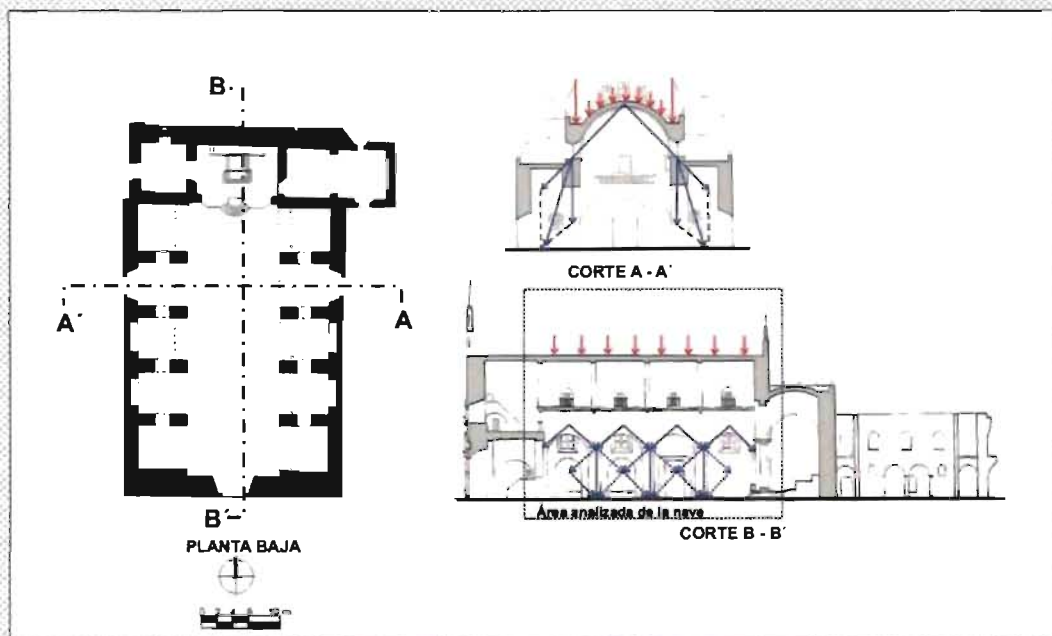 B
A´
A
B´
PLANTA BAJA
CORTE A - A´
Área analizada de la nave
CORTE B - B´